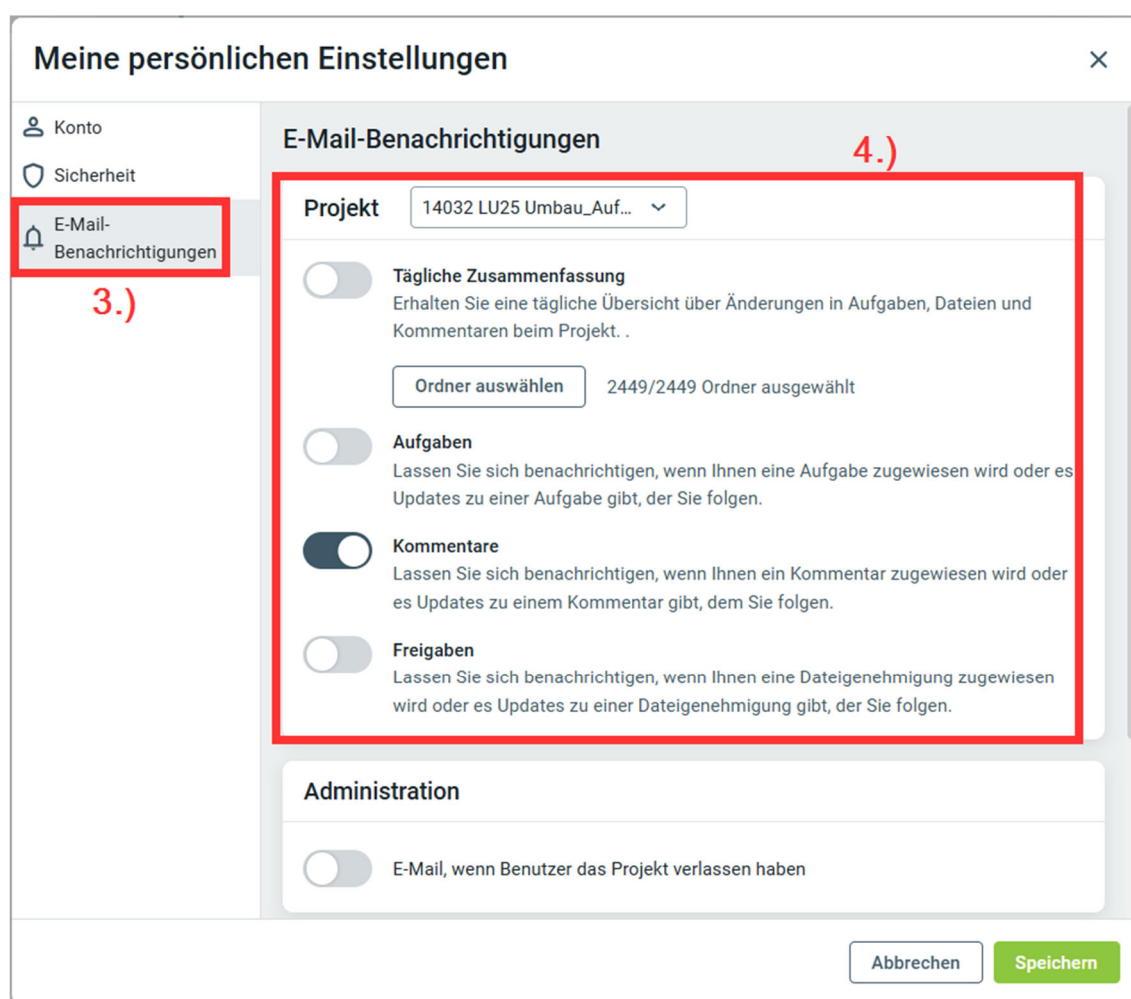 Meine persönlichen Einstellungen
Konto
Sicherheit
E-Mail-
Benachrichtigungen
3.)
E-Mail-Benachrichtigungen
4.)
Projekt 14032 LU25 Umbau_Auf...
Tägliche Zusammenfassung
Erhalten Sie eine tägliche Übersicht über Änderungen in Aufgaben, Dateien und
Kommentaren beim Projekt. .
Ordner auswählen 2449/2449 Ordner ausgewählt
Aufgaben
Lassen Sie sich benachrichtigen, wenn Ihnen eine Aufgabe zugewiesen wird oder es
Updates zu einer Aufgabe gibt, der Sie folgen.
Kommentare
Lassen Sie sich benachrichtigen, wenn Ihnen ein Kommentar zugewiesen wird oder
es Updates zu einem Kommentar gibt, dem Sie folgen.
Freigaben
Lassen Sie sich benachrichtigen, wenn Ihnen eine Dateigenehmigung zugewiesen
wird oder es Updates zu einer Dateigenehmigung gibt, der Sie folgen.
Administration
E-Mail, wenn Benutzer das Projekt verlassen haben
Abbrechen Speichern